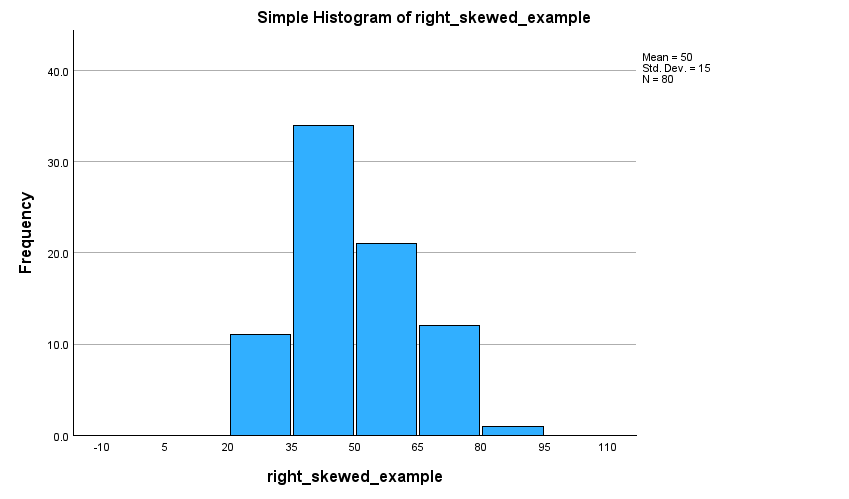 Simple Histogram of right_skewed_example
Mean = 50
Std. Dev. = 15
N = 80
40.0
30.0
20.0
10.0
0.0
Frequency
-10 5 20 35 50 65 80 95 110
right_skewed_example